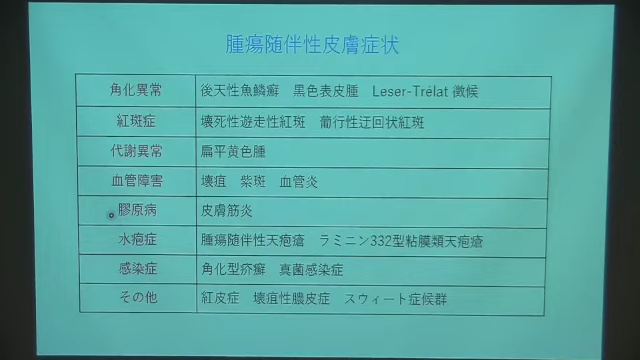 腫瘍随伴性皮膚症状
角化異常 後天性魚鱗癬 黒色表皮腫 Leser-Trélat 徴候
紅斑症 壊死性遊走性紅斑 葡行性迂回状紅斑
代謝異常 扁平黄色腫
血管障害 壊疽 紫斑 血管炎
膠原病 皮膚筋炎
水疱症 腫瘍随伴性天疱瘡 ラミニン332型粘膜類天疱瘡
感染症 角化型疥癬 真菌感染症
その他 紅皮症 壊疽性膿皮症 スウィート症候群